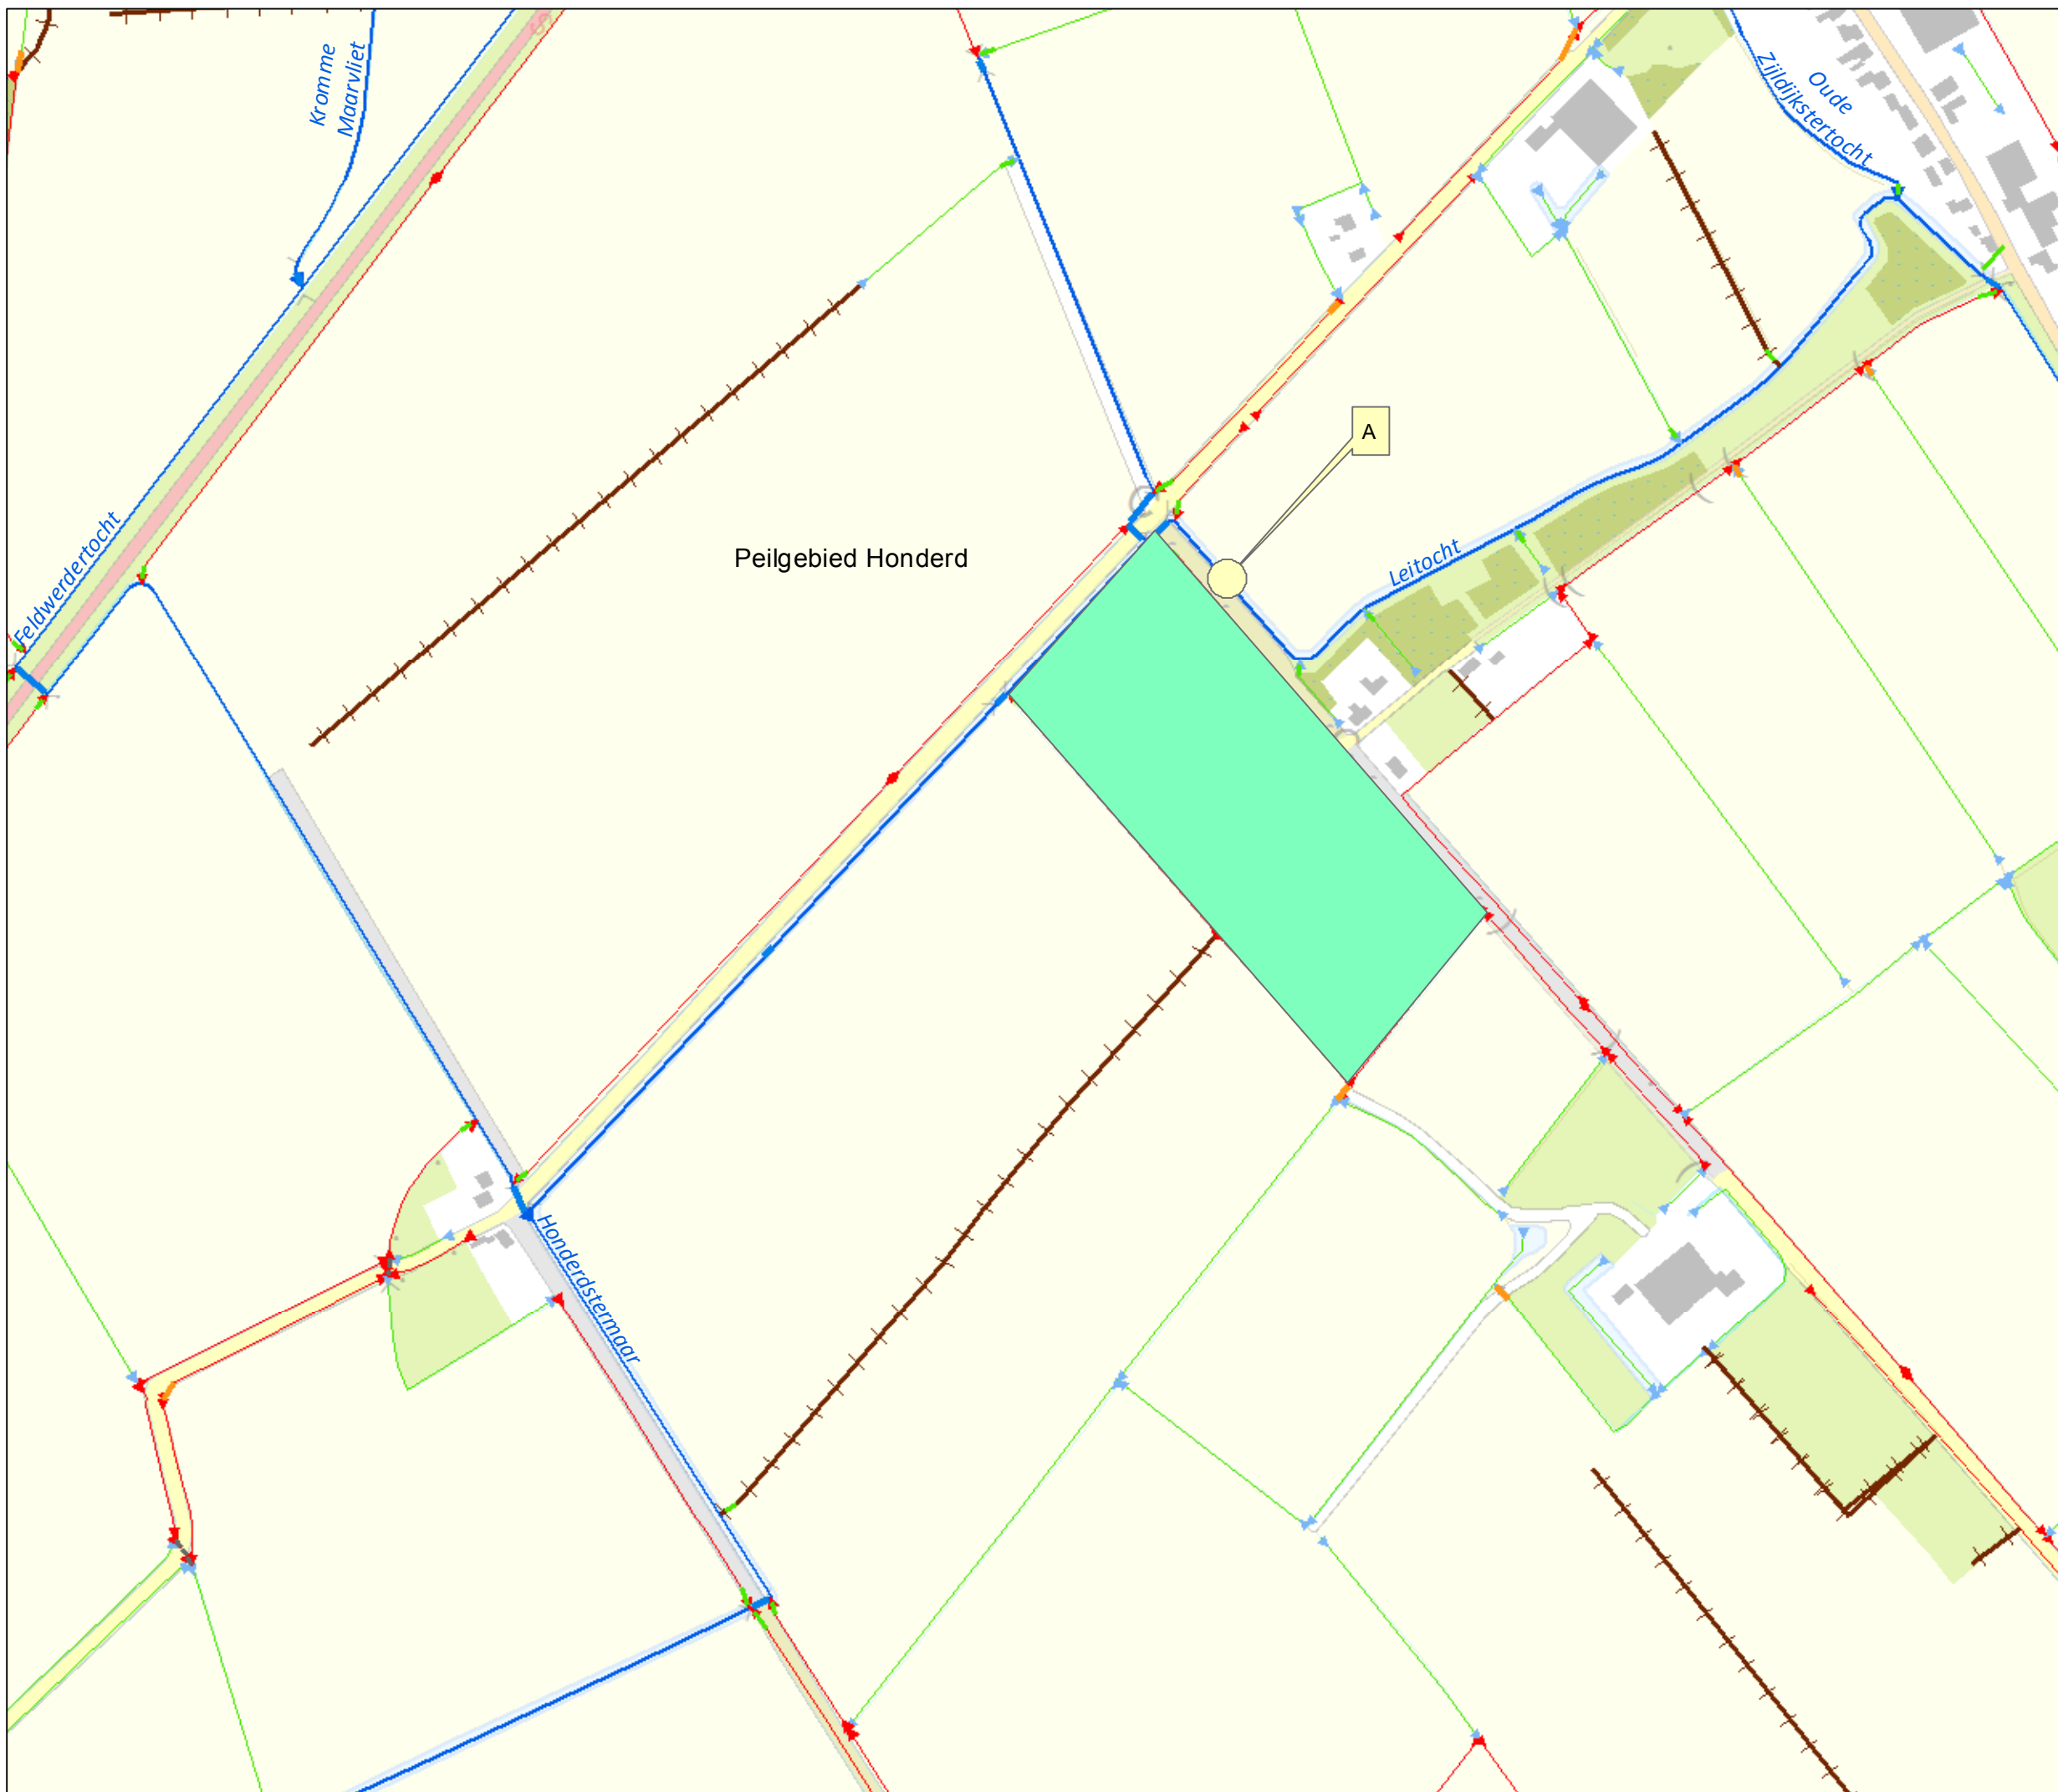 Kromme
Maarvliet
Oude
Zijldijkstertocht
A
Feldwerdertocht
Peilgebied Honderd
Leitocht
Honderdstermaar